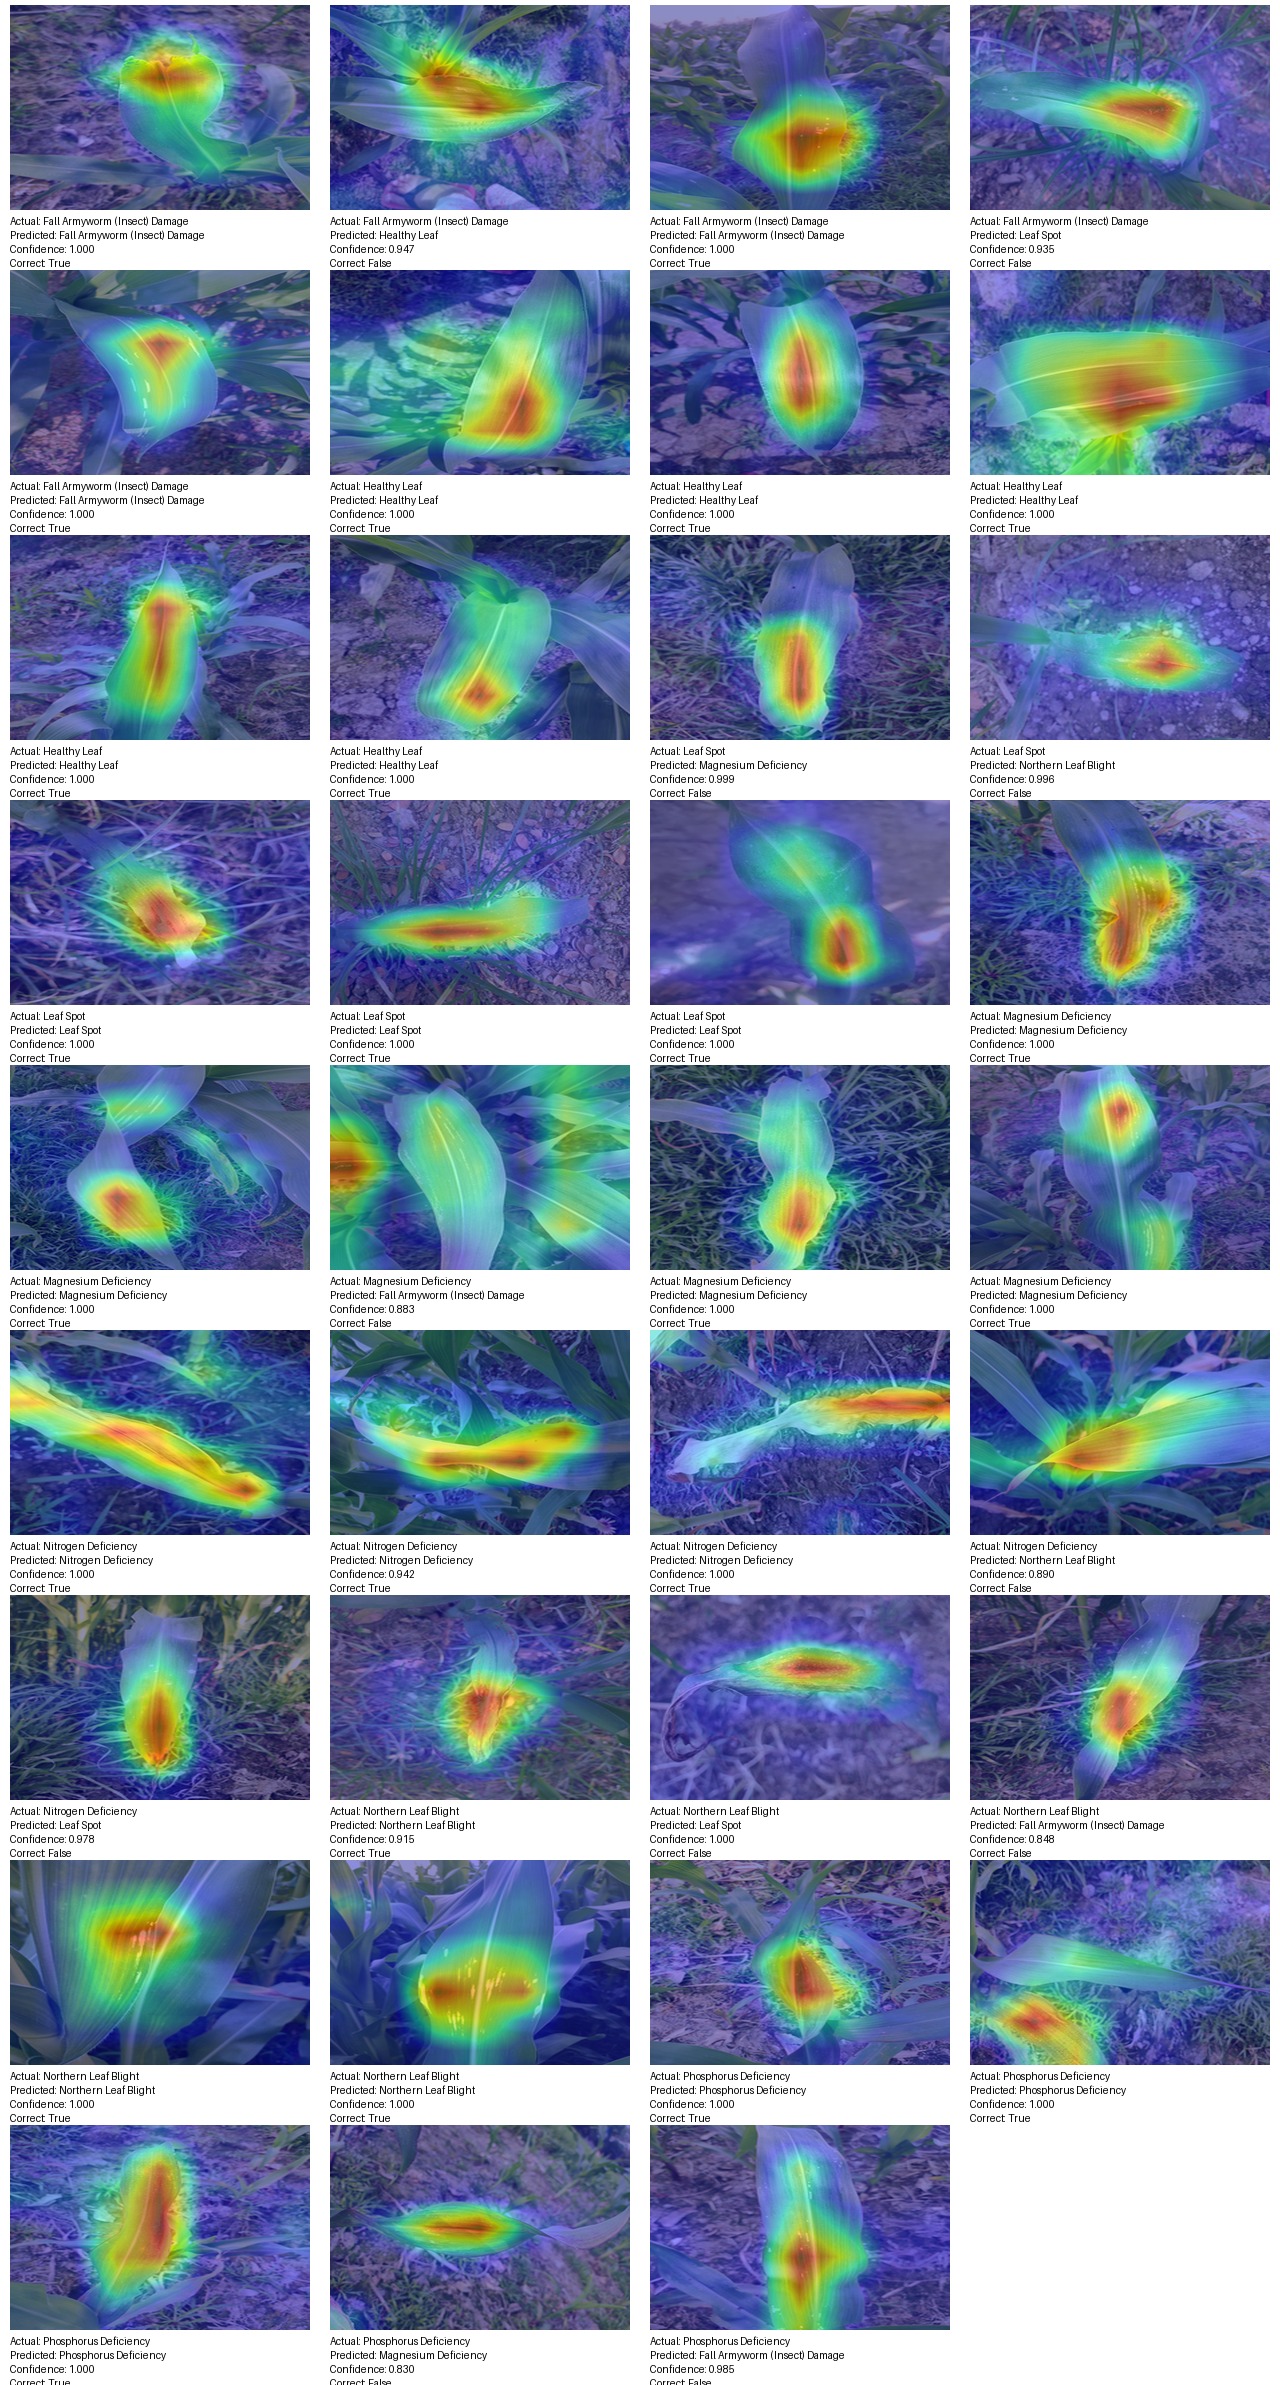 Actual: Fall Armyworm (Insect) Damage
Predicted: Fall Armyworm (Insect) Damage
Confidence: 1.000
Correct: True
Actual: Fall Armyworm (Insect) Damage
Predicted: Healthy Leaf
Confidence: 0.947
Correct: False
Actual: Fall Armyworm (Insect) Damage
Predicted: Fall Armyworm (Insect) Damage
Confidence: 1.000
Correct: True
Actual: Fall Armyworm (Insect) Damage
Predicted: Leaf Spot
Confidence: 0.935
Correct: False
Actual: Fall Armyworm (Insect) Damage
Predicted: Fall Armyworm (Insect) Damage
Confidence: 1.000
Correct: True
Actual: Healthy Leaf
Predicted: Healthy Leaf
Confidence: 1.000
Correct: True
Actual: Healthy Leaf
Predicted: Healthy Leaf
Confidence: 1.000
Correct: True
Actual: Healthy Leaf
Predicted: Healthy Leaf
Confidence: 1.000
Correct: True
Actual: Healthy Leaf
Predicted: Healthy Leaf
Confidence: 1.000
Correct: True
Actual: Healthy Leaf
Predicted: Healthy Leaf
Confidence: 1.000
Correct: True
Actual: Leaf Spot
Predicted: Magnesium Deficiency
Confidence: 0.999
Correct: False
Actual: Leaf Spot
Predicted: Northern Leaf Blight
Confidence: 0.996
Correct: False
Actual: Leaf Spot
Predicted: Leaf Spot
Confidence: 1.000
Correct: True
Actual: Leaf Spot
Predicted: Leaf Spot
Confidence: 1.000
Correct: True
Actual: Leaf Spot
Predicted: Leaf Spot
Confidence: 1.000
Correct: True
Actual: Magnesium Deficiency
Predicted: Magnesium Deficiency
Confidence: 1.000
Correct: True
Actual: Magnesium Deficiency
Predicted: Magnesium Deficiency
Confidence: 1.000
Correct: True
Actual: Magnesium Deficiency
Predicted: Fall Armyworm (Insect) Damage
Confidence: 0.883
Correct: False
Actual: Magnesium Deficiency
Predicted: Magnesium Deficiency
Confidence: 1.000
Correct: True
Actual: Magnesium Deficiency
Predicted: Magnesium Deficiency
Confidence: 1.000
Correct: True
Actual: Nitrogen Deficiency
Predicted: Nitrogen Deficiency
Confidence: 1.000
Correct: True
Actual: Nitrogen Deficiency
Predicted: Nitrogen Deficiency
Confidence: 0.942
Correct: True
Actual: Nitrogen Deficiency
Predicted: Nitrogen Deficiency
Confidence: 1.000
Correct: True
Actual: Nitrogen Deficiency
Predicted: Northern Leaf Blight
Confidence: 0.890
Correct: False
Actual: Nitrogen Deficiency
Predicted: Leaf Spot
Confidence: 0.978
Correct: False
Actual: Northern Leaf Blight
Predicted: Northern Leaf Blight
Confidence: 0.915
Correct: True
Actual: Northern Leaf Blight
Predicted: Leaf Spot
Confidence: 1.000
Correct: False
Actual: Northern Leaf Blight
Predicted: Fall Armyworm (Insect) Damage
Confidence: 0.848
Correct: False
Actual: Northern Leaf Blight
Predicted: Northern Leaf Blight
Confidence: 1.000
Correct: True
Actual: Northern Leaf Blight
Predicted: Northern Leaf Blight
Confidence: 1.000
Correct: True
Actual: Phosphorus Deficiency
Predicted: Phosphorus Deficiency
Confidence: 1.000
Correct: True
Actual: Phosphorus Deficiency
Predicted: Phosphorus Deficiency
Confidence: 1.000
Correct: True
Actual: Phosphorus Deficiency
Predicted: Phosphorus Deficiency
Confidence: 1.000
Correct: True
Actual: Phosphorus Deficiency
Predicted: Magnesium Deficiency
Confidence: 0.830
Correct: False
Actual: Phosphorus Deficiency
Predicted: Fall Armyworm (Insect) Damage
Confidence: 0.985
Correct: False